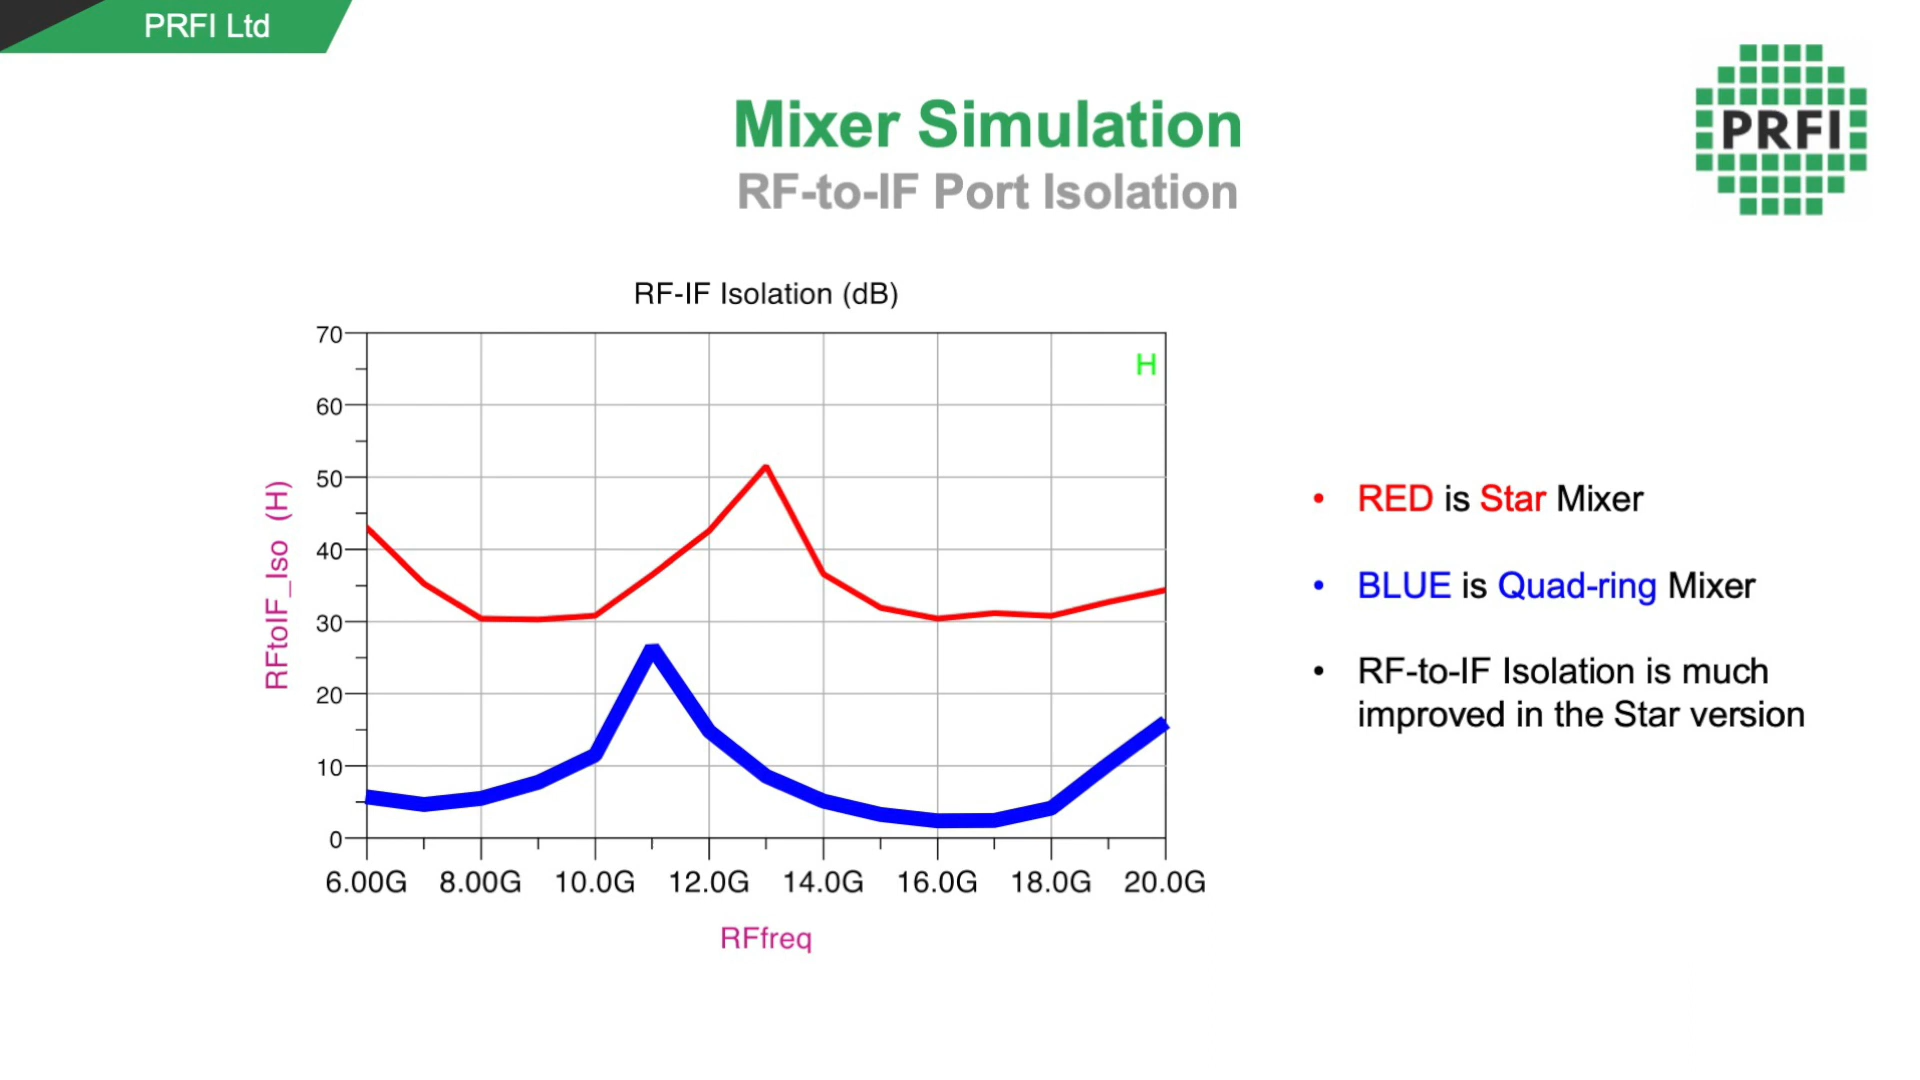 PRFI Ltd
PRFI
Mixer Simulation
RF-to-IF Port Isolation
RF-IF Isolation (dB)
H
70
60
50
40
30
20
10
0
RFtoIF_Iso (H)
6.00G 8.00G 10.0G 12.0G 14.0G 16.0G 18.0G 20.0G
RFfreq
• RED is Star Mixer
• BLUE is Quad-ring Mixer
• RF-to-IF Isolation is much
improved in the Star version